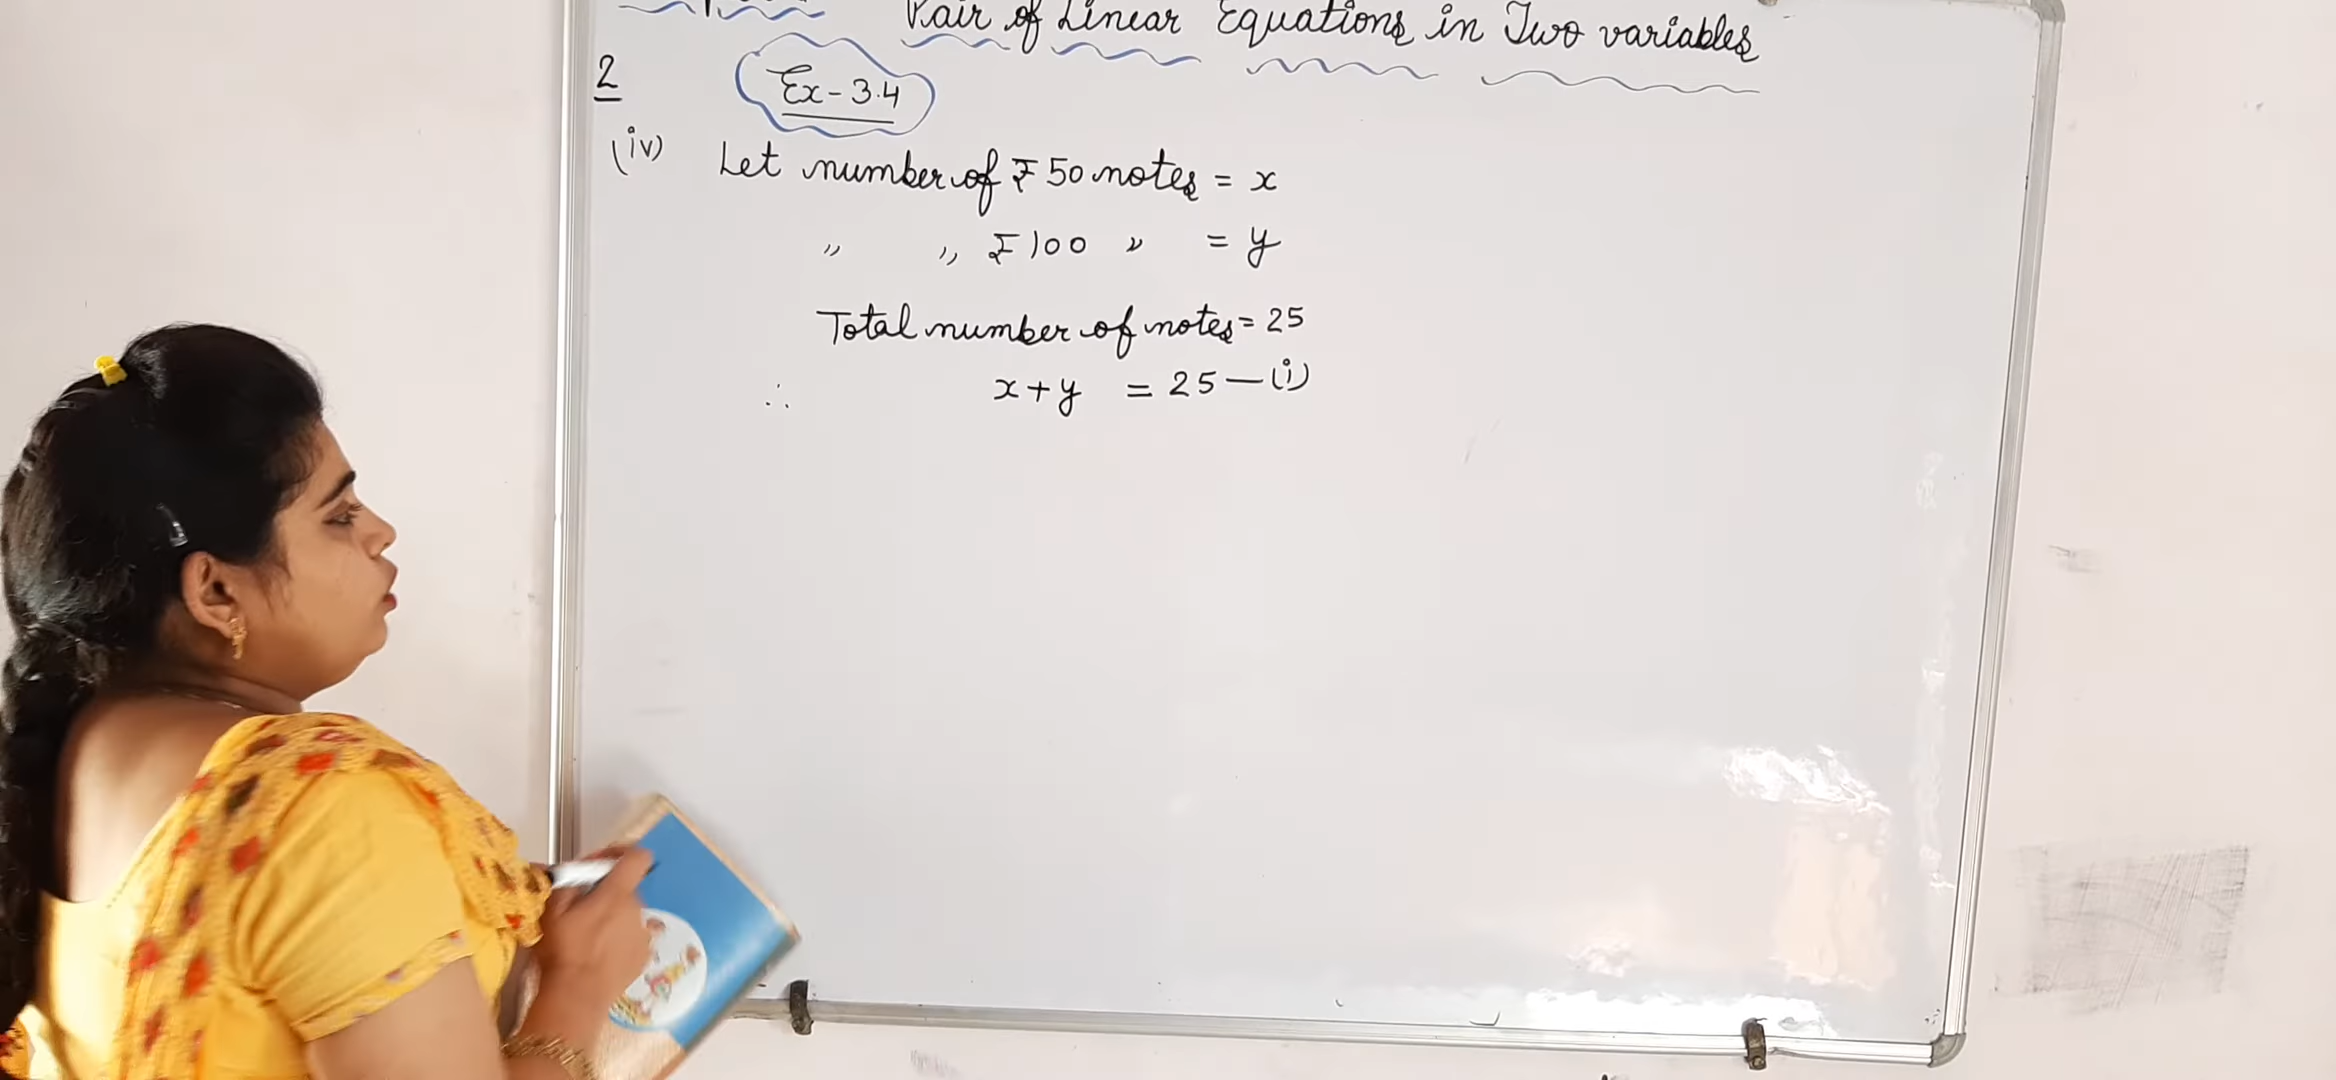 Pair of Linear Equations in Two variables
2
Ex-3.4
(iv) Let number of ₹ 50 notes = x
,, ,, ₹ 100 ,, = y
Total number of notes = 25
∴ x+y = 25 — (i)